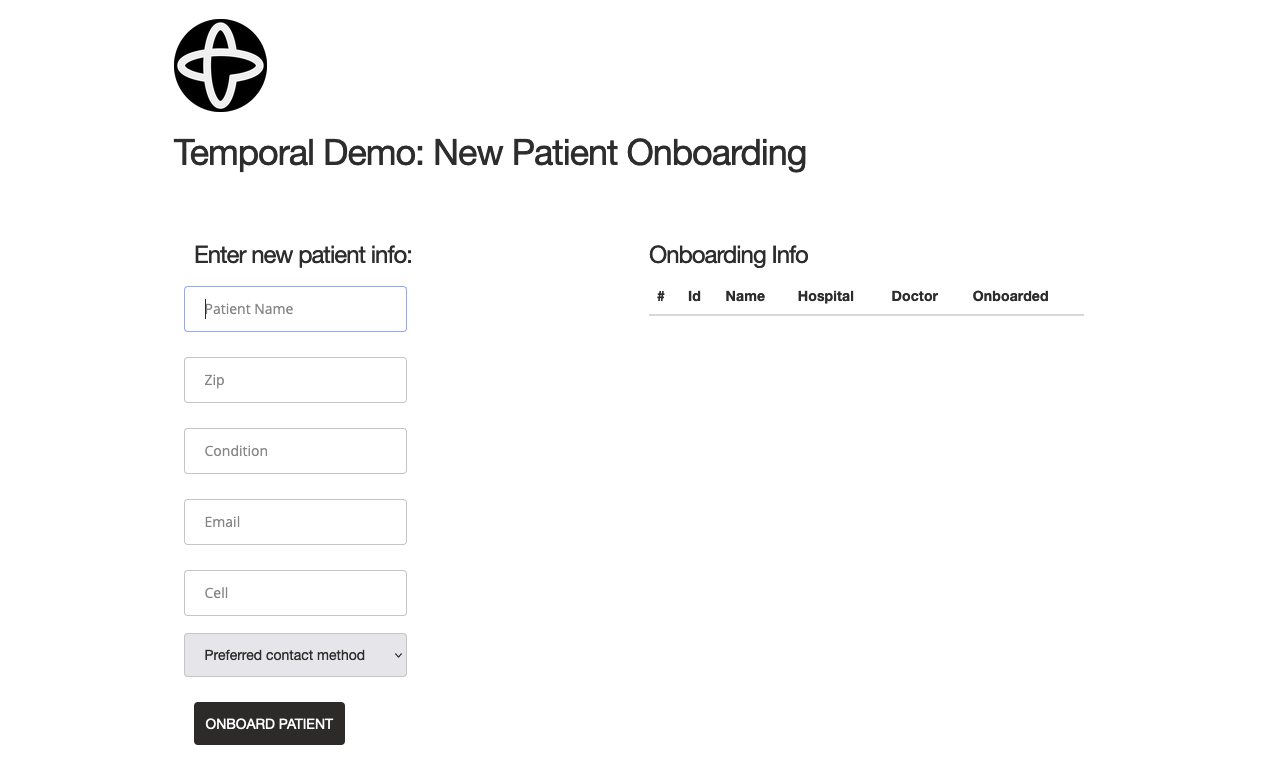 Temporal Demo: New Patient Onboarding
Enter new patient info:
Patient Name
Zip
Condition
Email
Cell
Preferred contact method
ONBOARD PATIENT
Onboarding Info
# Id Name Hospital Doctor Onboarded